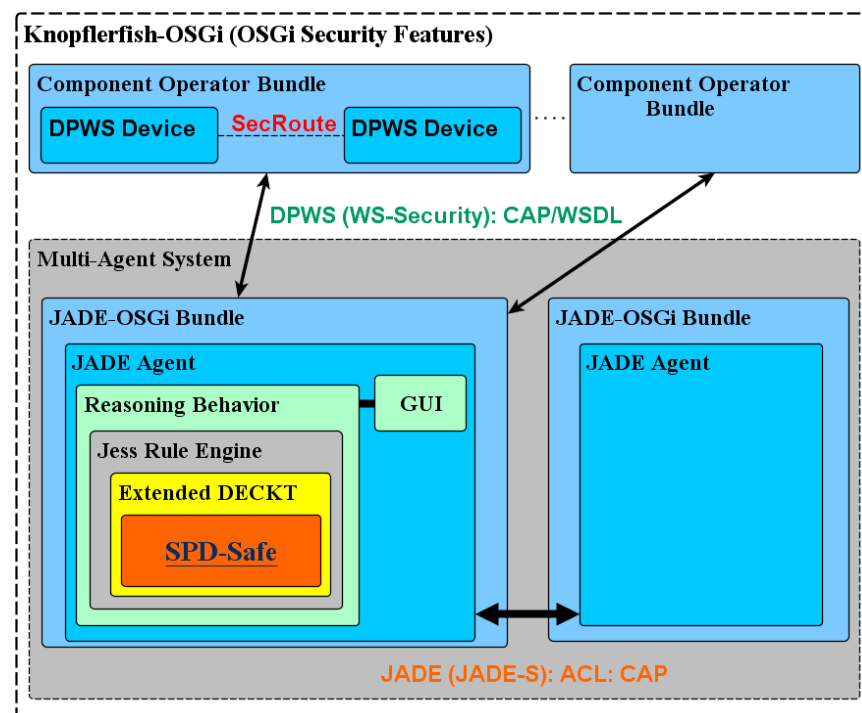 Knopflerfish-OSGi (OSGi Security Features)
Component Operator Bundle
DPWS Device
SecRoute
DPWS Device
Component Operator
Bundle
DPWS (WS-Security): CAP/WSDL
Multi-Agent System
JADE-OSGi Bundle
JADE Agent
Reasoning Behavior
GUI
Jess Rule Engine
Extended DECKT
SPD-Safe
JADE-OSGi Bundle
JADE Agent
JADE (JADE-S): ACL: CAP